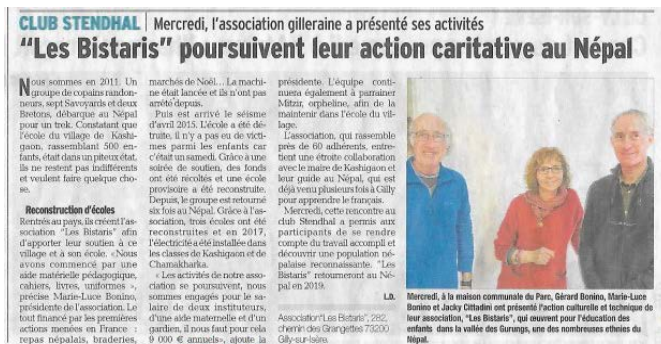 CLUB STENDHAL | Mercredi, l'association gilleraine a présenté ses activités
"Les Bistaris" poursuivent leur action caritative au Népal
Nous sommes en 2011. Un
groupe de copains randon-
neurs, sept Savoyards et deux
Bretons, débarque au Népal
pour un trek. Constatant que
l'école du village de Kashi-
gaon, rassemblant 500 en-
fants, était dans un piteux état,
ils ne restent pas indifférents
et veulent faire quelque cho-
se.
Reconstruction d'écoles
Rentrés au pays, ils créent l'as-
sociation "Les Bistaris" afin
d'apporter leur soutien à ce
village et à son école. «Nous
avons commencé par une
aide matérielle pédagogique,
cahiers, livres, uniformes »,
précise Marie-Luce Bonino,
présidente de l'association. Le
tout financé par les premières
actions menées en France :
repas népalais, braderies,
marchés de Noël... La machi-
ne était lancée et ils n'ont pas
arrêté depuis.
Puis est arrivé le séisme
d'avril 2015. L'école a été dé-
truite, il n'y a pas eu de victi-
mes parmi les enfants car
c'était un samedi. Grâce à une
soirée de soutien, des fonds
ont été récoltés et une école
provisoire a été reconstruite.
Depuis, le groupe est retourné
six fois au Népal. Grâce à l'as-
sociation, trois écoles ont été
reconstruites et en 2017,
l'électricité a été installée dans
les classes de Kashigaon et de
Chamakharka.
« Les activités de notre asso-
ciation se poursuivent, nous
sommes engagés pour le sa-
laire de deux instituteurs,
d'une aide maternelle et d'un
gardien, il nous faut pour cela
9 000 € annuels», ajoute la
présidente. L'équipe conti-
nuera également à parrainer
Mitzir, orpheline, afin de la
maintenir dans l'école du vil-
lage.
L'association, qui rassemble
près de 60 adhérents, entre-
tient une étroite collaboration
avec le maire de Kashigaon et
leur guide au Népal, qui est
déjà venu plusieurs fois à Gilly
pour apprendre le français.
Mercredi, cette rencontre au
club Stendhal a permis aux
participants de se rendre
compte du travail accompli et
d'une population né-
palaise reconnaissante. "Les
Bistaris" retourneront au Né-
pal en 2019.
L.D.
Association"Les Bistaris", 282,
chemin des Grangettes 73200
Gilly-sur-Isère.
Mercredi, à la maison communale du Parc, Gérard Bonino, Marie-Luce
Bonino et Jacky Cittadini ont présenté l'action culturelle et technique de
leur association, "Les Bistaris", qui œuvrent pour l'éducation des
enfants dans la vallée des Gurungs, une des nombreuses ethnies du
Népal.